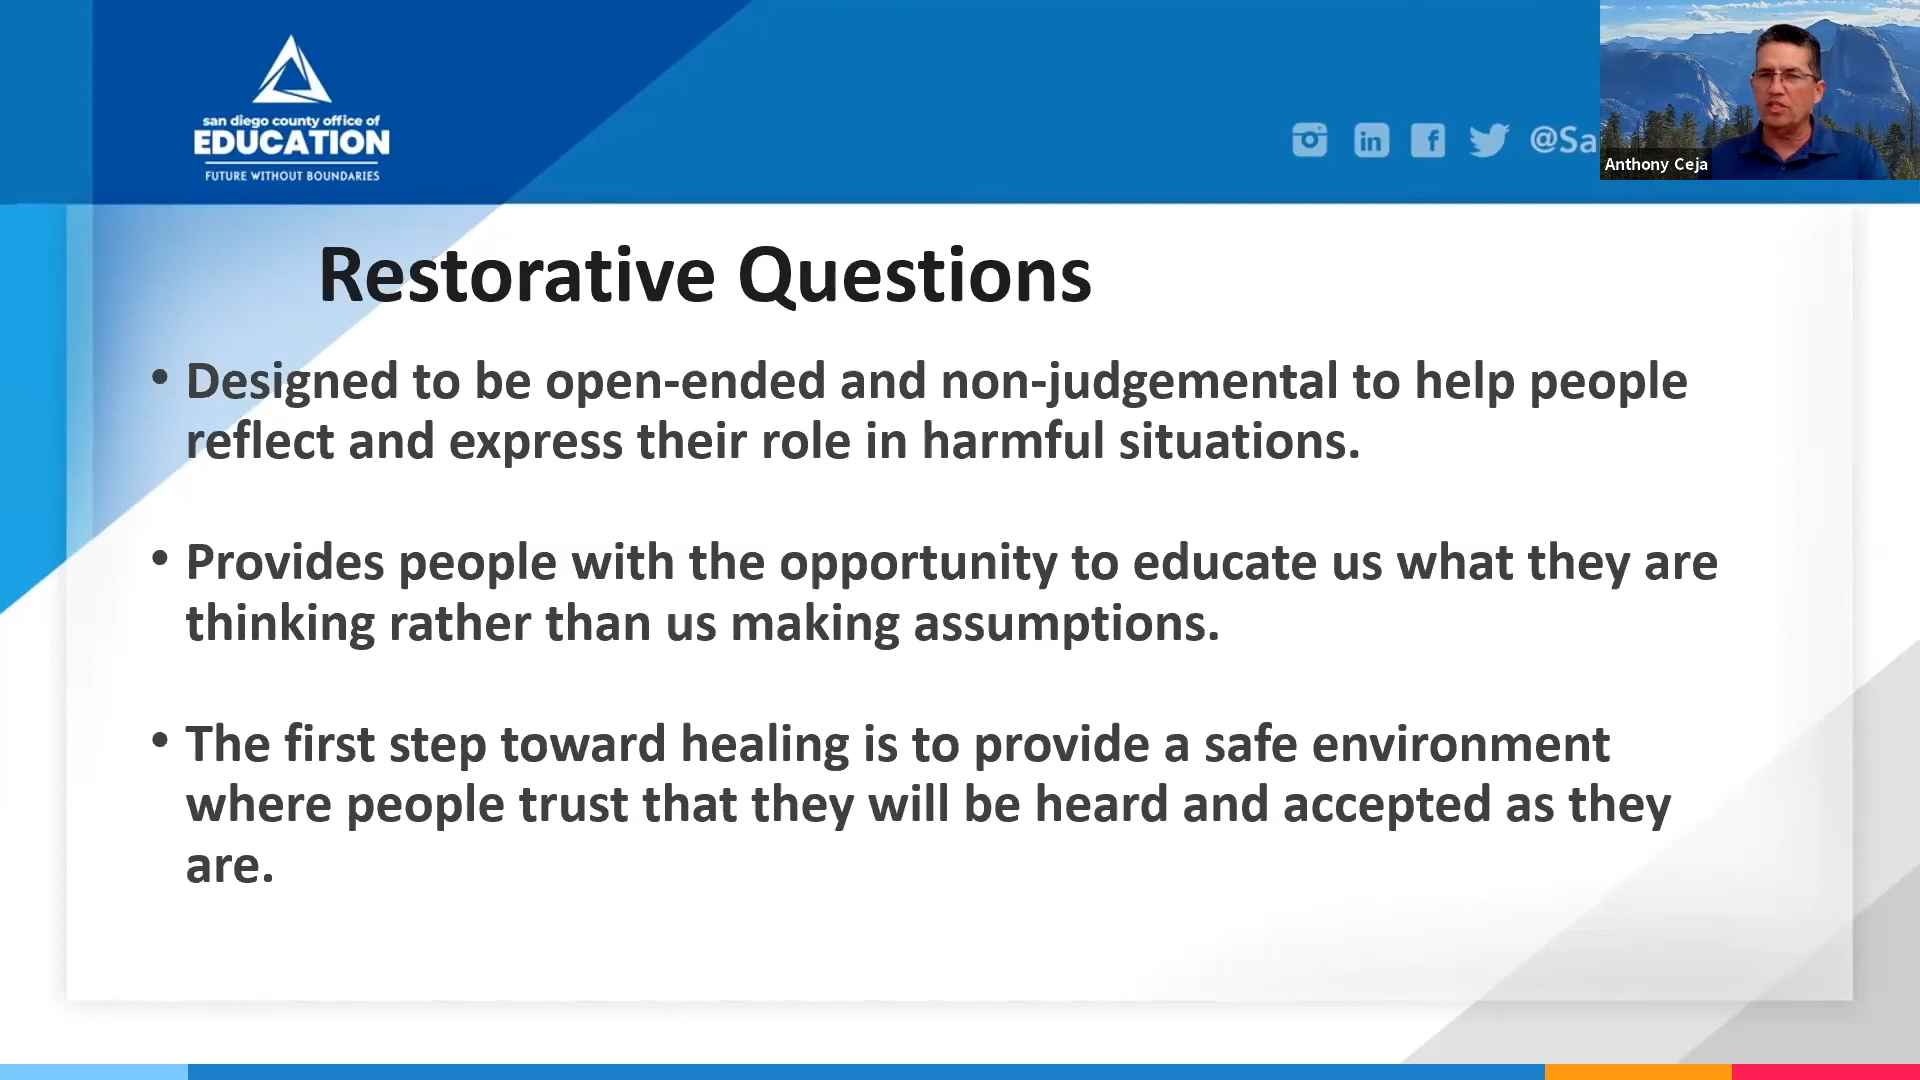 san diego county office of
EDUCATION
FUTURE WITHOUT BOUNDARIES
@Sa
Anthony Ceja
Restorative Questions
• Designed to be open-ended and non-judgemental to help people
reflect and express their role in harmful situations.
• Provides people with the opportunity to educate us what they are
thinking rather than us making assumptions.
• The first step toward healing is to provide a safe environment
where people trust that they will be heard and accepted as they
are.